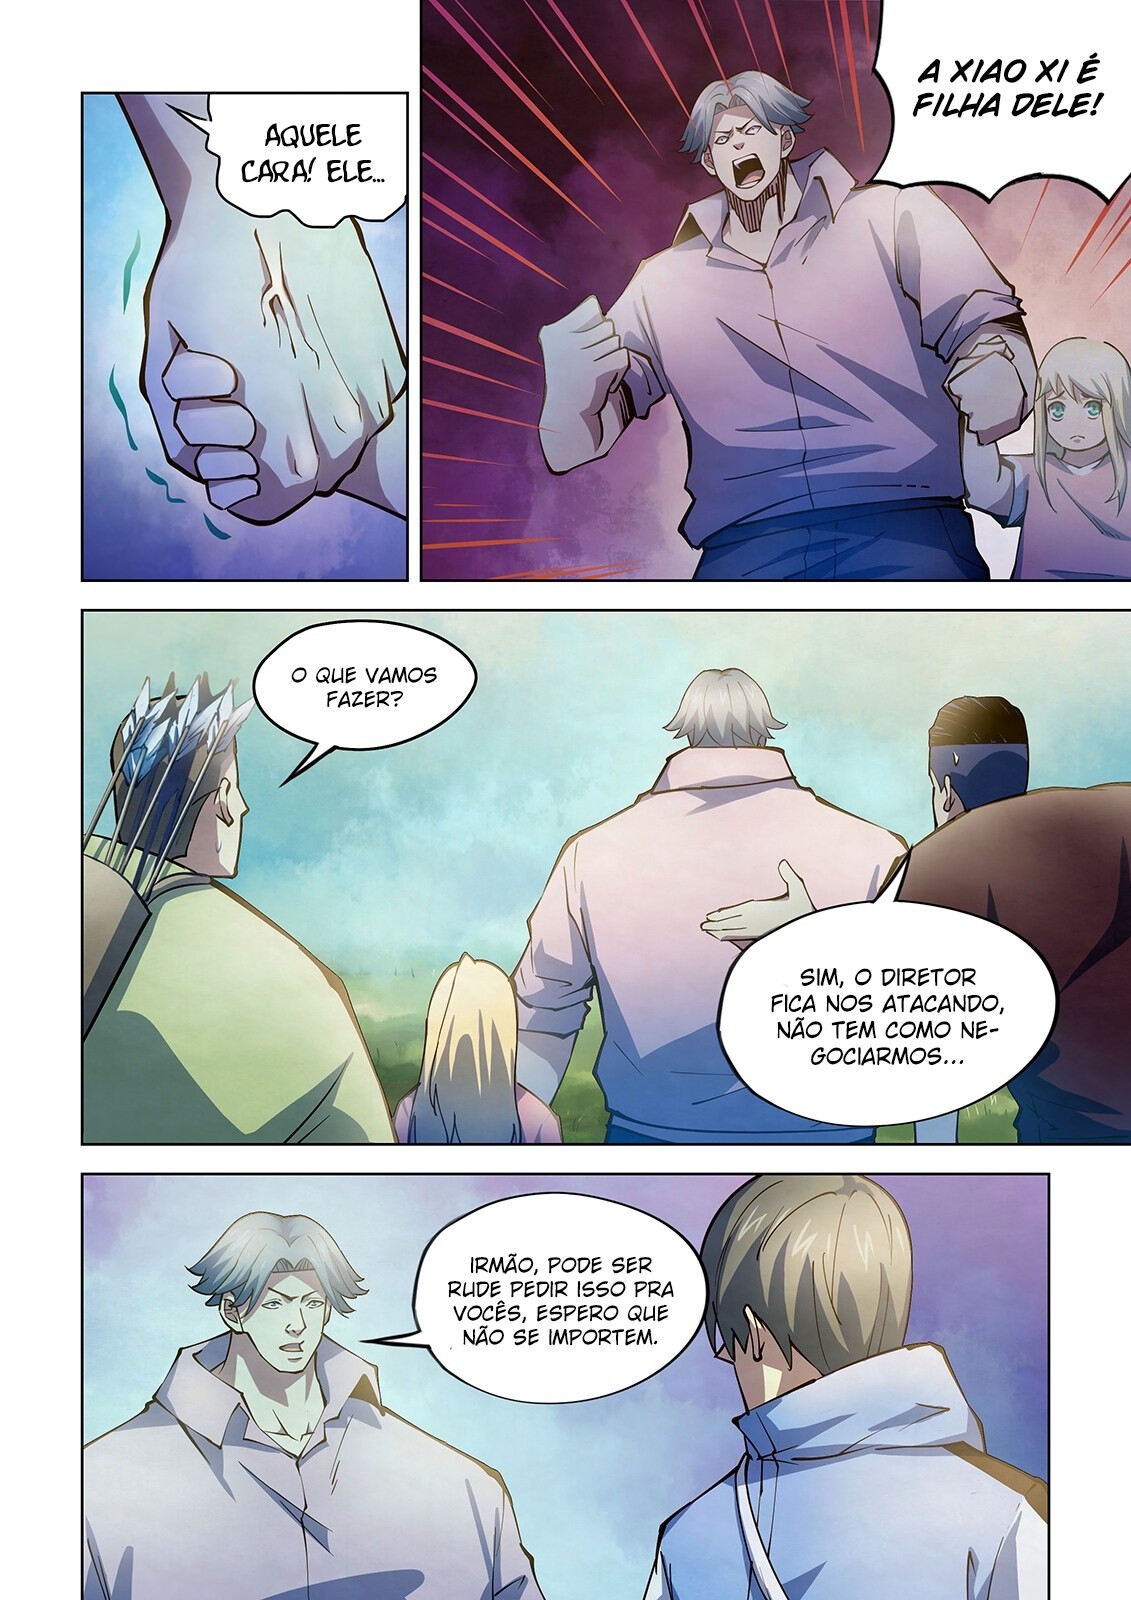 AQUELE
CARA! ELE...
A XIAO XI É
FILHA DELE!
O QUE VAMOS
FAZER?
SIM, O DIRETOR
FICA NOS ATACANDO,
NÃO TEM COMO NE-
GOCIARMOS...
IRMÃO, PODE SER
RUDE PEDIR ISSO PRA
VOCÊS, ESPERO QUE
NÃO SE IMPORTEM.